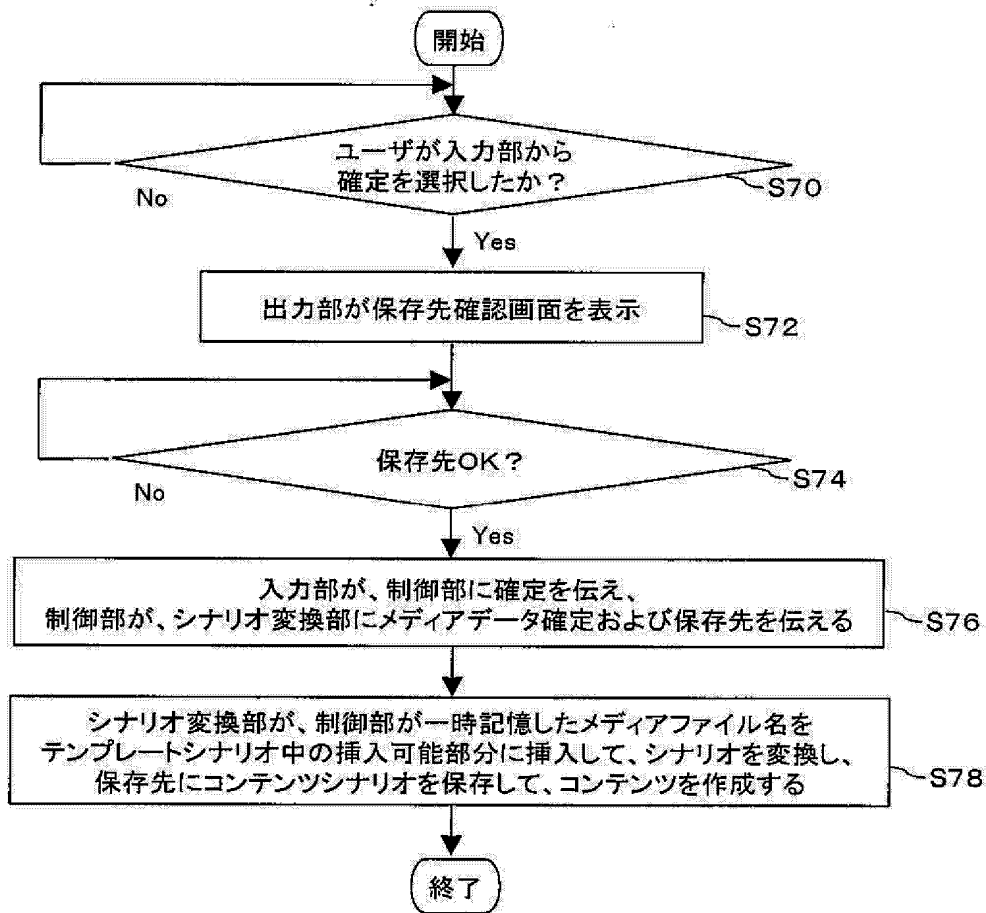 開始
ユーザが入力部から
確定を選択したか？
S70
No
Yes
出力部が保存先確認画面を表示
S72
保存先OK？
S74
No
Yes
入力部が、制御部に確定を伝え、
制御部が、シナリオ変換部にメディアデータ確定および保存先を伝える
S76
シナリオ変換部が、制御部が一時記憶したメディアファイル名を
テンプレートシナリオ中の挿入可能部分に挿入して、シナリオを変換し、
保存先にコンテンツシナリオを保存して、コンテンツを作成する
S78
終了